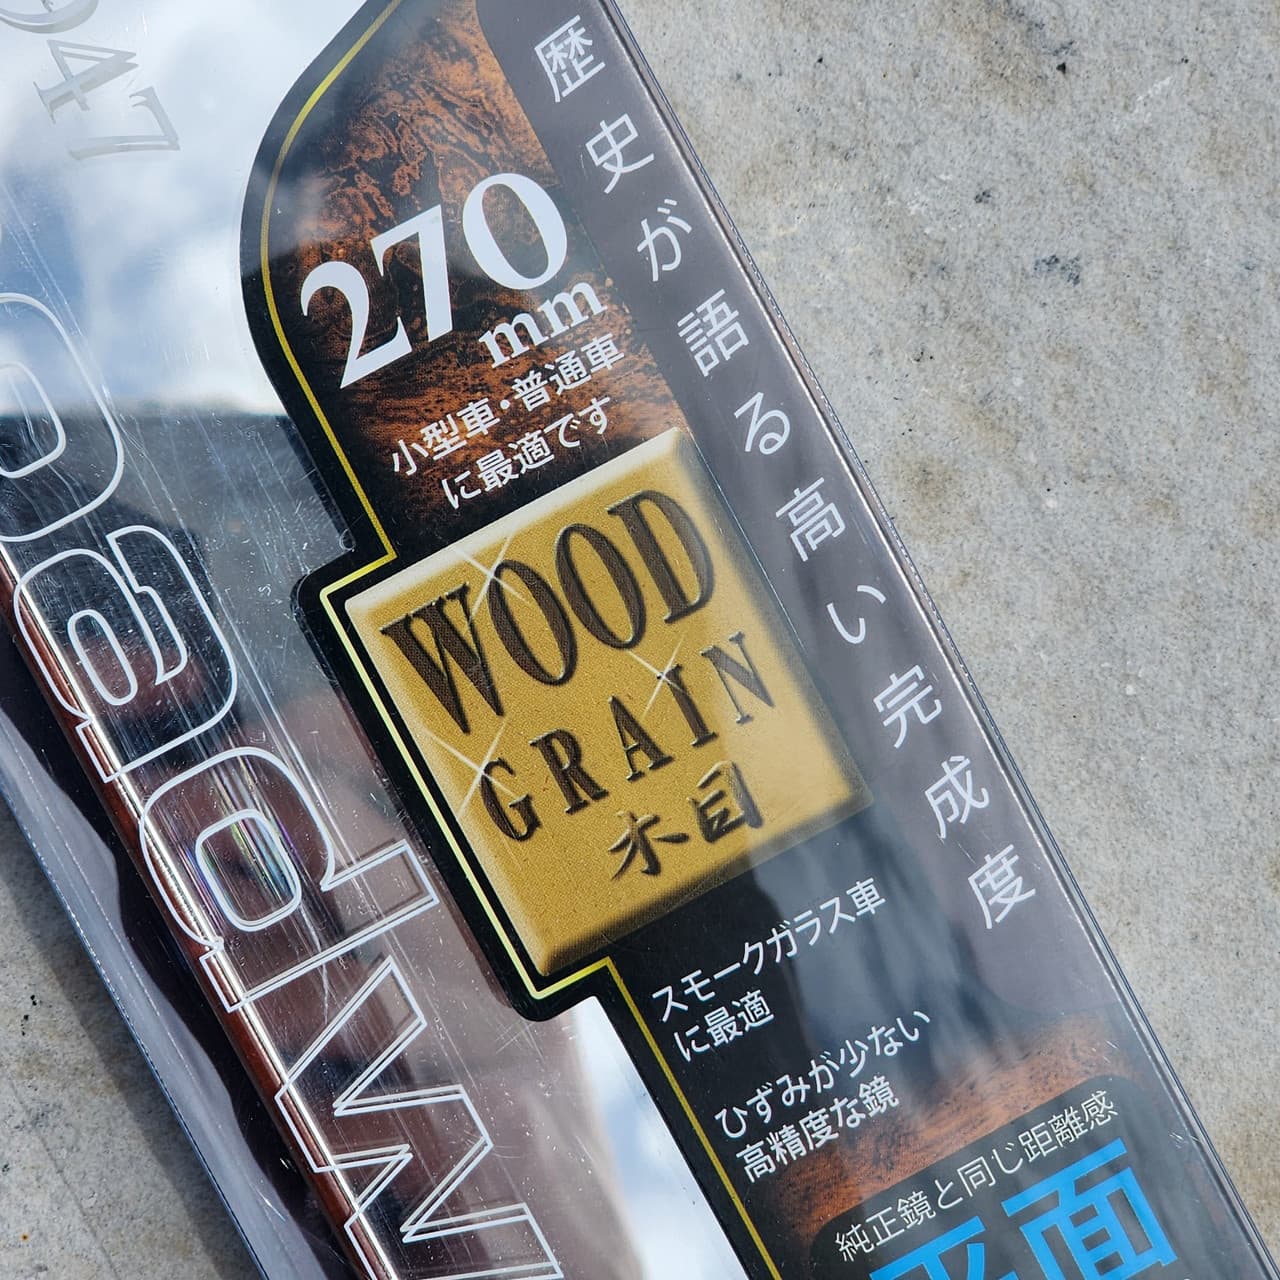 歴史が語る高い完成度
270
mm
小型車・普通車
に最適です
WOOD
GRAIN
木目
スモークガラス車
に最適
ひずみが少ない
高精度な鏡
純正鏡と同じ距離感
平面